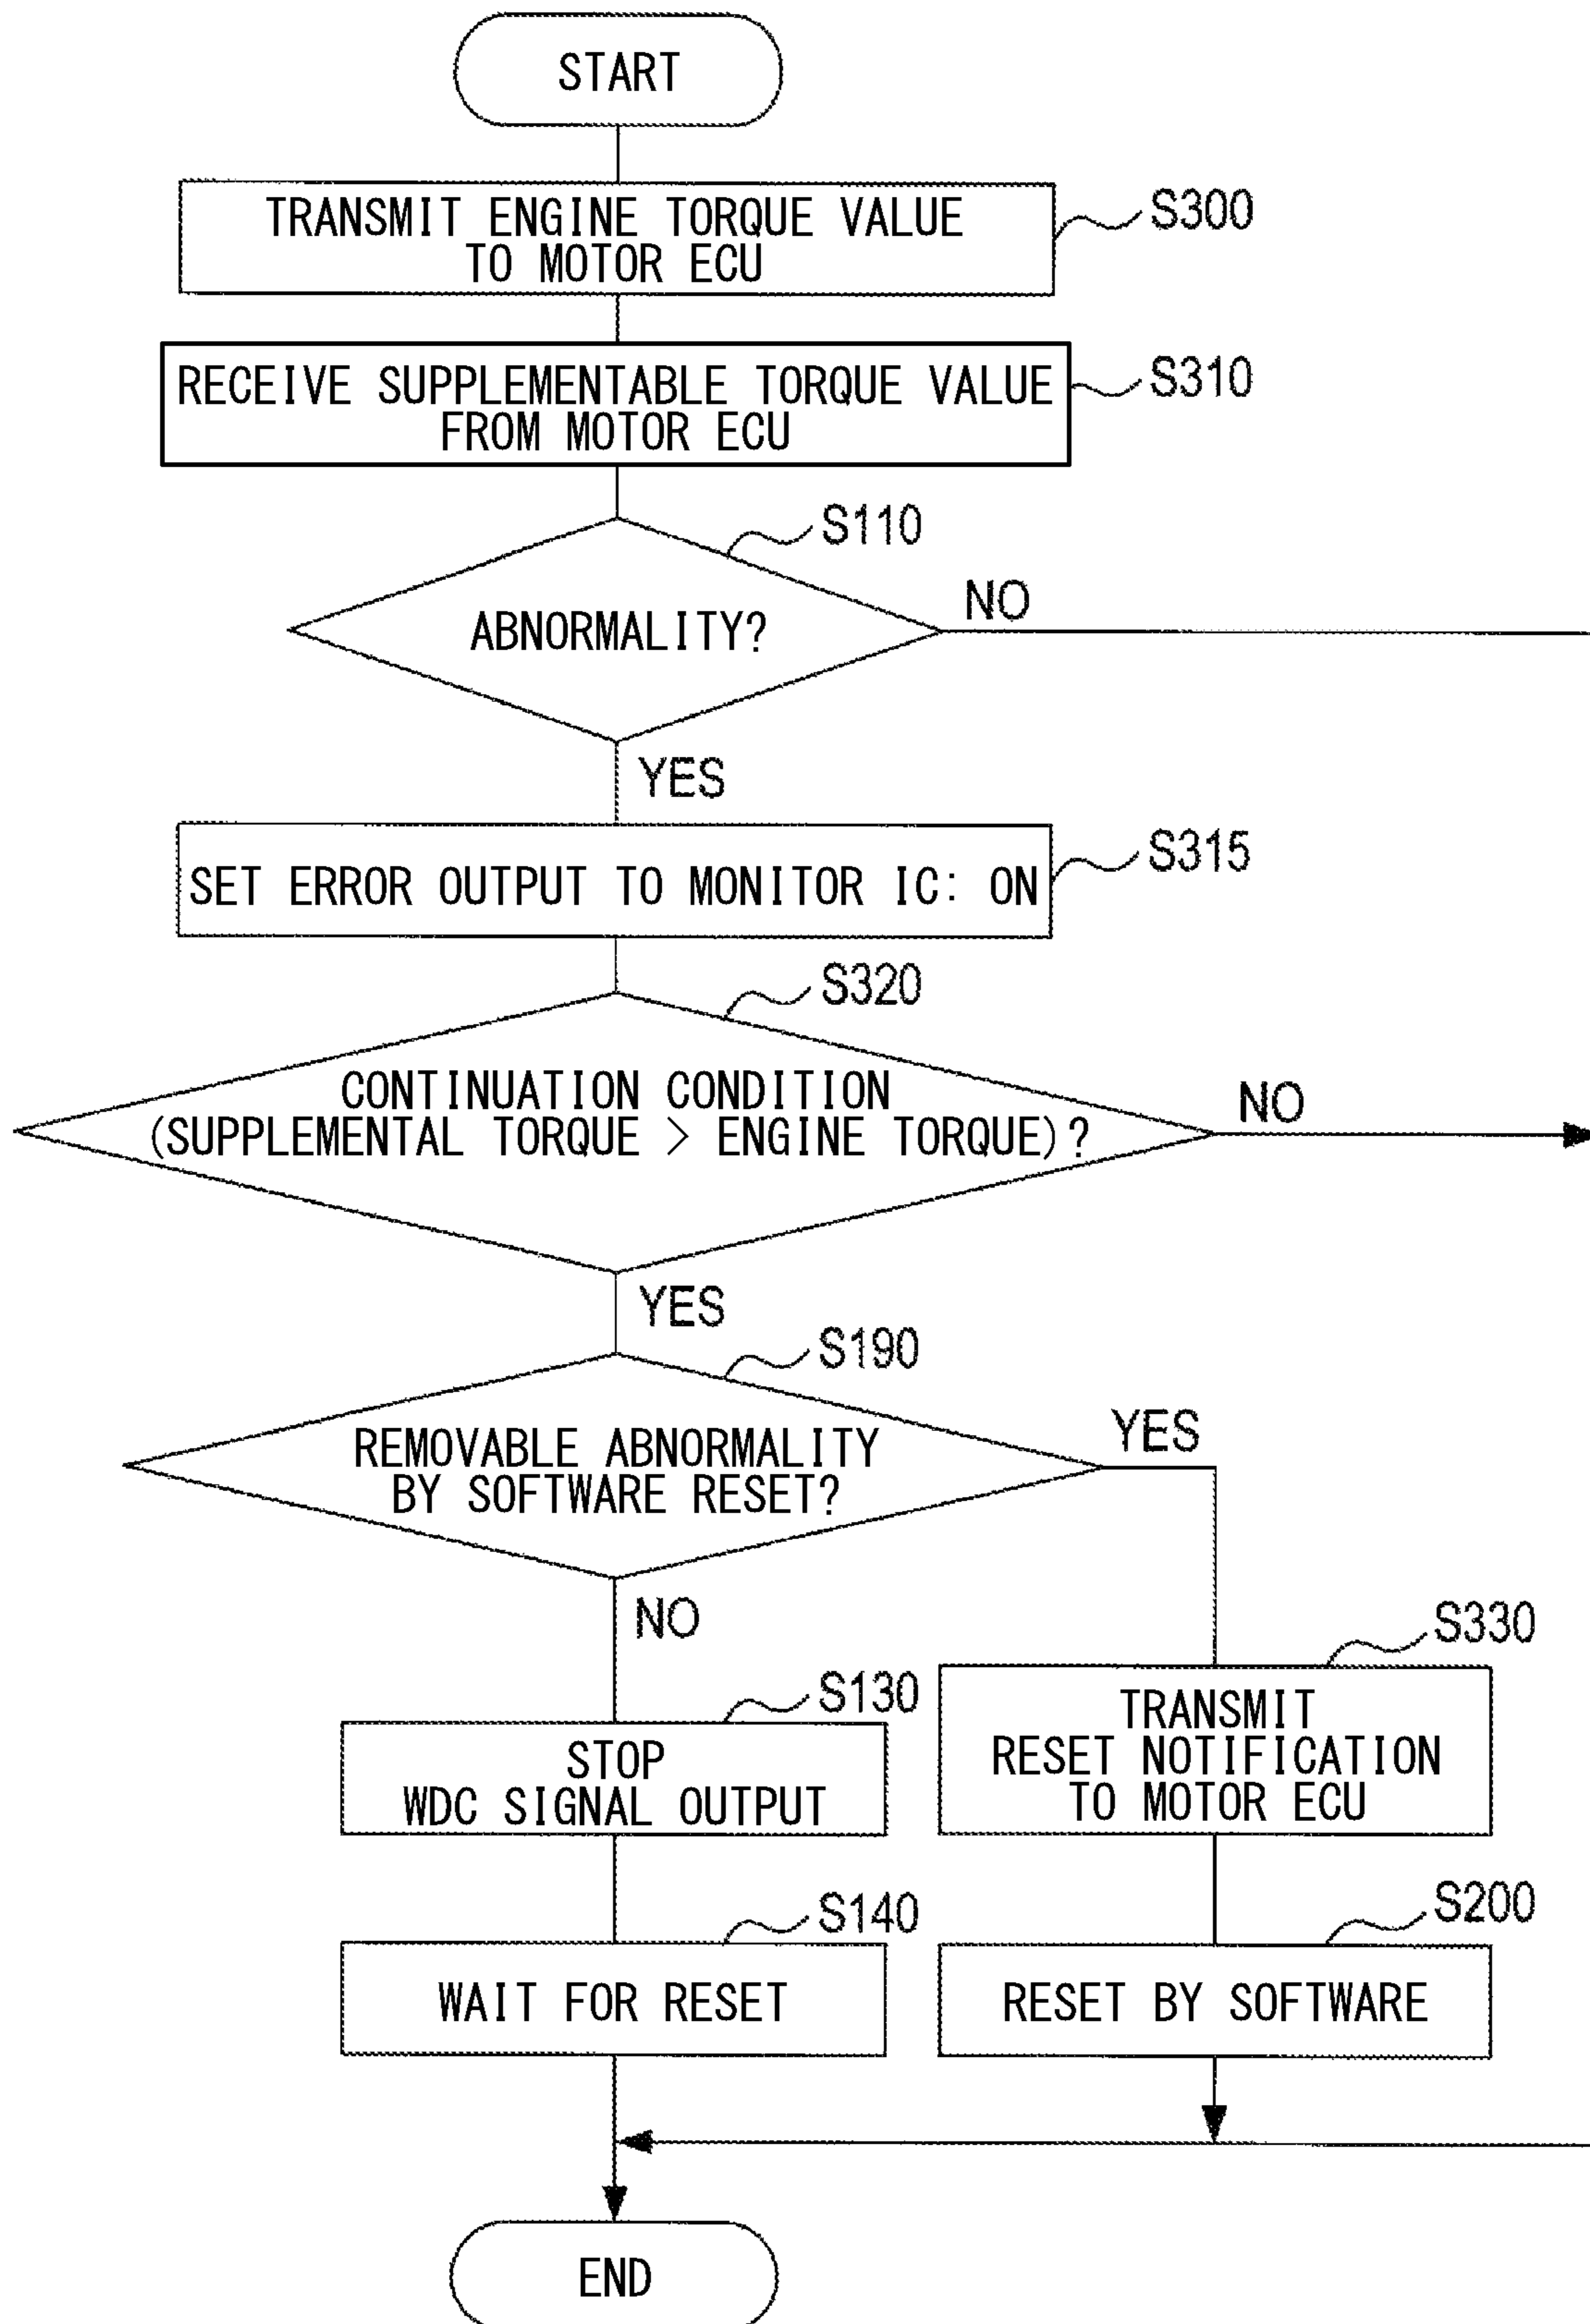 START
TRANSMIT ENGINE TORQUE VALUE
TO MOTOR ECU
S300
RECEIVE SUPPLEMENTABLE TORQUE VALUE
FROM MOTOR ECU
S310
S110
ABNORMALITY?
NO
YES
SET ERROR OUTPUT TO MONITOR IC: ON
S315
S320
CONTINUATION CONDITION
(SUPPLEMENTAL TORQUE > ENGINE TORQUE)?
NO
YES
S190
REMOVABLE ABNORMALITY
BY SOFTWARE RESET?
YES
NO
S130
STOP
WDC SIGNAL OUTPUT
S330
TRANSMIT
RESET NOTIFICATION
TO MOTOR ECU
S140
WAIT FOR RESET
S200
RESET BY SOFTWARE
END